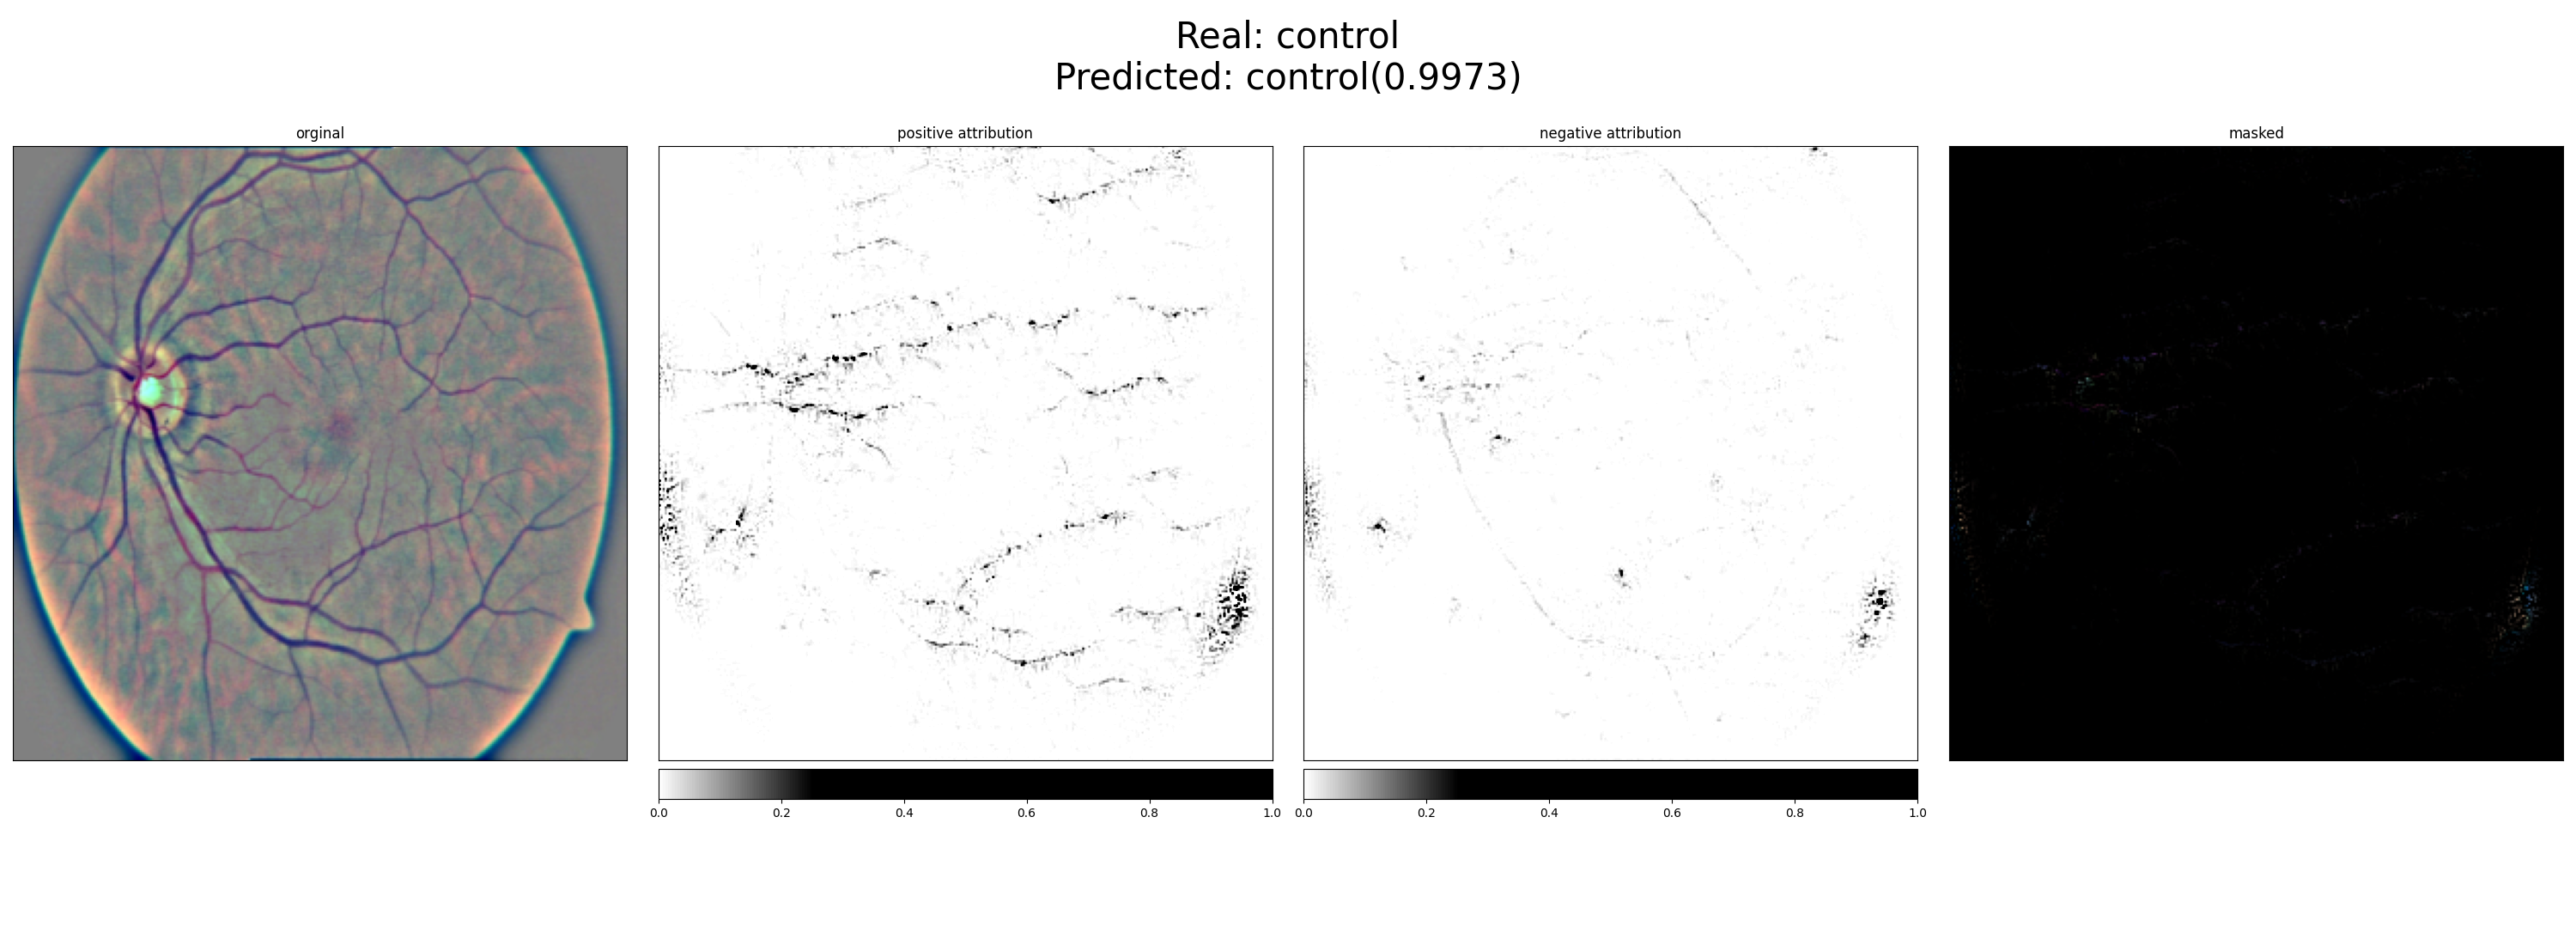 Real: control
Predicted: control(0.9973)
orginal
positive attribution
negative attribution
masked
0.0 0.2 0.4 0.6 0.8 1.0
0.0 0.2 0.4 0.6 0.8 1.0